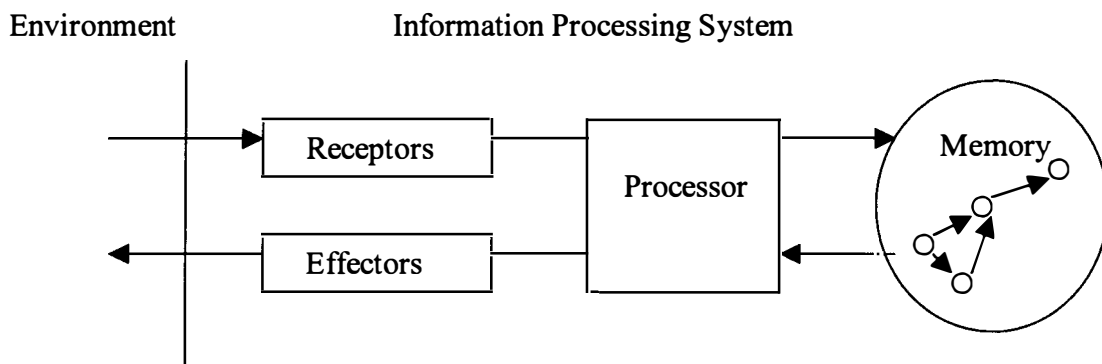 Environment
Information Processing System
Receptors
Memory
Processor
Effectors